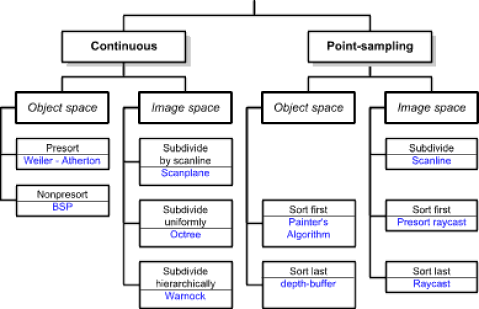 Continuous
Point-sampling
Object space
Image space
Object space
Image space
Presort
Weiler - Atherton
Nonpresort
BSP
Subdivide
by scanline
Scanplane
Subdivide
uniformly
Octree
Subdivide
hierarchically
Warnock
Sort first
Painter's
Algorithm
Sort last
depth-buffer
Subdivide
Scanline
Sort first
Presort raycast
Sort last
Raycast